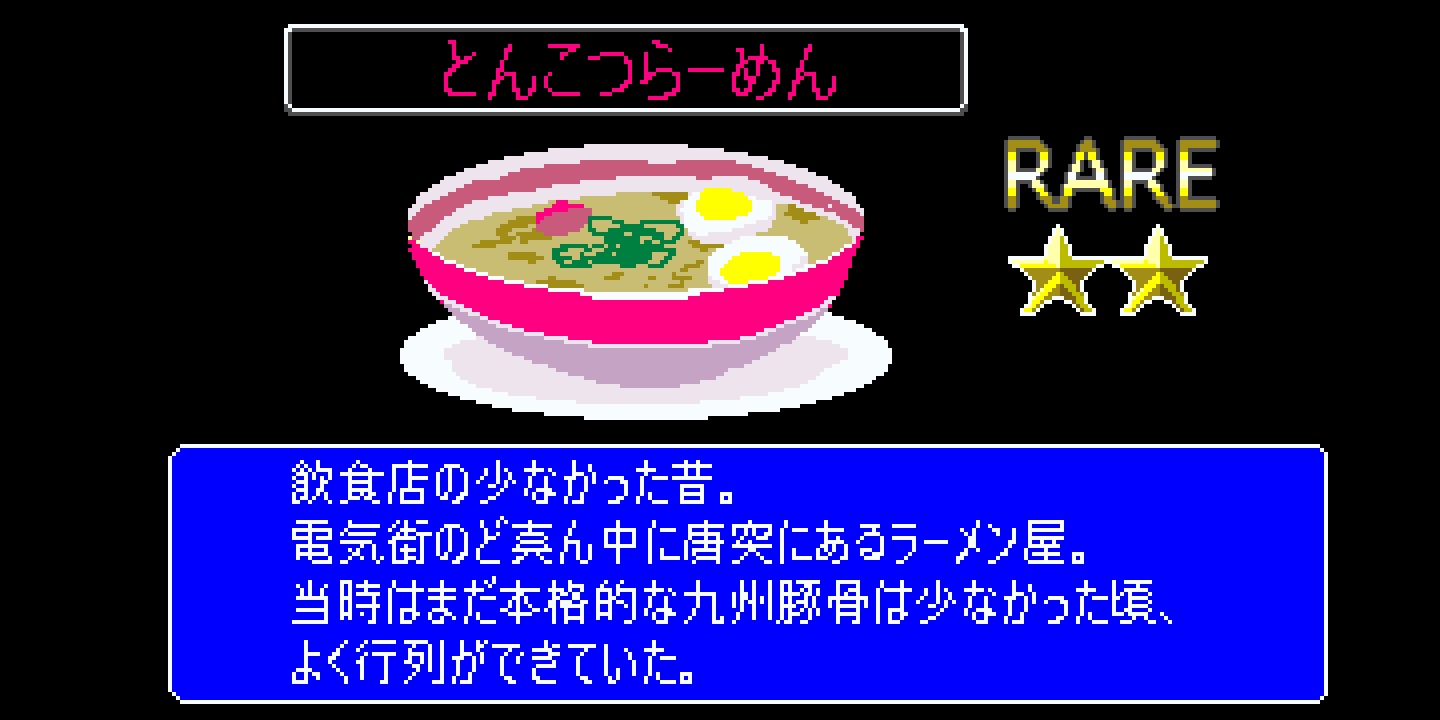 とんこつらーめん
RARE
飲食店の少なかった昔。
電気街のど真ん中に唐突にあるラーメン屋。
当時はまだ本格的な九州豚骨は少なかった頃、
よく行列ができていた。